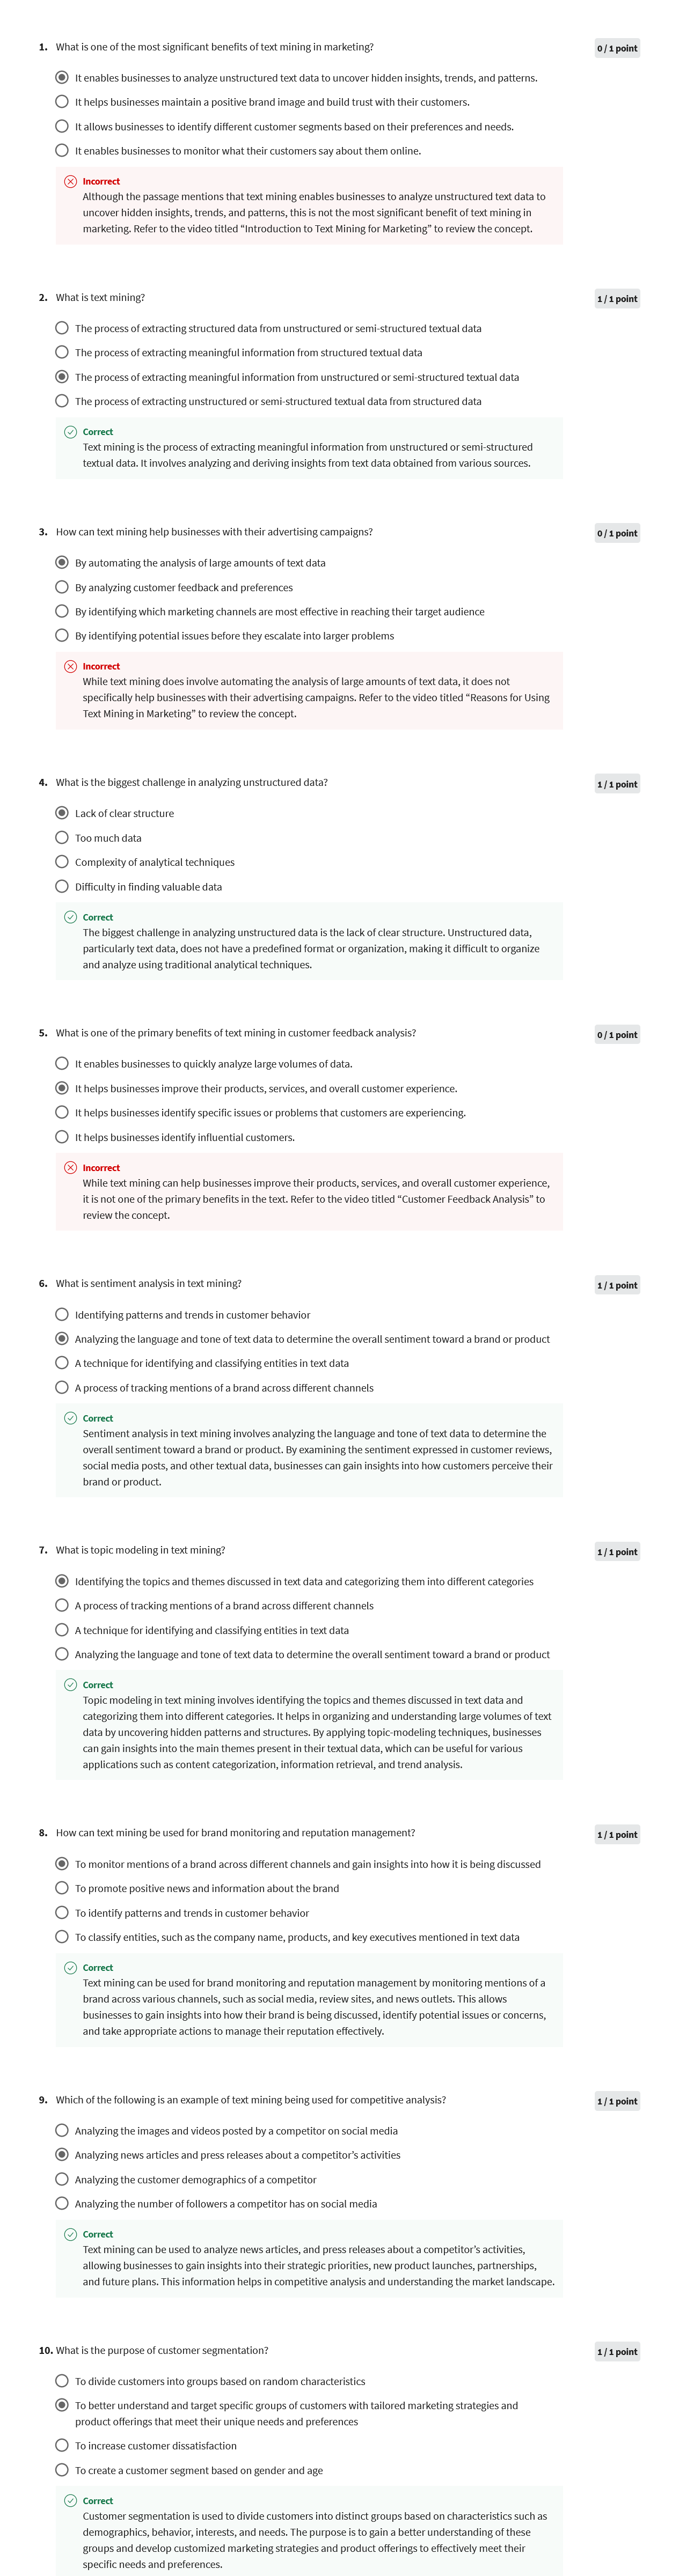 1. What is one of the most significant benefits of text mining in marketing?
0 / 1 point
It enables businesses to analyze unstructured text data to uncover hidden insights, trends, and patterns.
It helps businesses maintain a positive brand image and build trust with their customers.
It allows businesses to identify different customer segments based on their preferences and needs.
It enables businesses to monitor what their customers say about them online.
Incorrect
Although the passage mentions that text mining enables businesses to analyze unstructured text data to
uncover hidden insights, trends, and patterns, this is not the most significant benefit of text mining in
marketing. Refer to the video titled “Introduction to Text Mining for Marketing” to review the concept.
2. What is text mining?
1 / 1 point
The process of extracting structured data from unstructured or semi-structured textual data
The process of extracting meaningful information from structured textual data
The process of extracting meaningful information from unstructured or semi-structured textual data
The process of extracting unstructured or semi-structured textual data from structured data
Correct
Text mining is the process of extracting meaningful information from unstructured or semi-structured
textual data. It involves analyzing and deriving insights from text data obtained from various sources.
3. How can text mining help businesses with their advertising campaigns?
0 / 1 point
By automating the analysis of large amounts of text data
By analyzing customer feedback and preferences
By identifying which marketing channels are most effective in reaching their target audience
By identifying potential issues before they escalate into larger problems
Incorrect
While text mining does involve automating the analysis of large amounts of text data, it does not
specifically help businesses with their advertising campaigns. Refer to the video titled “Reasons for Using
Text Mining in Marketing” to review the concept.
4. What is the biggest challenge in analyzing unstructured data?
1 / 1 point
Lack of clear structure
Too much data
Complexity of analytical techniques
Difficulty in finding valuable data
Correct
The biggest challenge in analyzing unstructured data is the lack of clear structure. Unstructured data,
particularly text data, does not have a predefined format or organization, making it difficult to organize
and analyze using traditional analytical techniques.
5. What is one of the primary benefits of text mining in customer feedback analysis?
0 / 1 point
It enables businesses to quickly analyze large volumes of data.
It helps businesses improve their products, services, and overall customer experience.
It helps businesses identify specific issues or problems that customers are experiencing.
It helps businesses identify influential customers.
Incorrect
While text mining can help businesses improve their products, services, and overall customer experience,
it is not one of the primary benefits in the text. Refer to the video titled “Customer Feedback Analysis” to
review the concept.
6. What is sentiment analysis in text mining?
1 / 1 point
Identifying patterns and trends in customer behavior
Analyzing the language and tone of text data to determine the overall sentiment toward a brand or product
A technique for identifying and classifying entities in text data
A process of tracking mentions of a brand across different channels
Correct
Sentiment analysis in text mining involves analyzing the language and tone of text data to determine the
overall sentiment toward a brand or product. By examining the sentiment expressed in customer reviews,
social media posts, and other textual data, businesses can gain insights into how customers perceive their
brand or product.
7. What is topic modeling in text mining?
1 / 1 point
Identifying the topics and themes discussed in text data and categorizing them into different categories
A process of tracking mentions of a brand across different channels
A technique for identifying and classifying entities in text data
Analyzing the language and tone of text data to determine the overall sentiment toward a brand or product
Correct
Topic modeling in text mining involves identifying the topics and themes discussed in text data and
categorizing them into different categories. It helps in organizing and understanding large volumes of text
data by uncovering hidden patterns and structures. By applying topic-modeling techniques, businesses
can gain insights into the main themes present in their textual data, which can be useful for various
applications such as content categorization, information retrieval, and trend analysis.
8. How can text mining be used for brand monitoring and reputation management?
1 / 1 point
To monitor mentions of a brand across different channels and gain insights into how it is being discussed
To promote positive news and information about the brand
To identify patterns and trends in customer behavior
To classify entities, such as the company name, products, and key executives mentioned in text data
Correct
Text mining can be used for brand monitoring and reputation management by monitoring mentions of a
brand across various channels, such as social media, review sites, and news outlets. This allows
businesses to gain insights into how their brand is being discussed, identify potential issues or concerns,
and take appropriate actions to manage their reputation effectively.
9. Which of the following is an example of text mining being used for competitive analysis?
1 / 1 point
Analyzing the images and videos posted by a competitor on social media
Analyzing news articles and press releases about a competitor’s activities
Analyzing the customer demographics of a competitor
Analyzing the number of followers a competitor has on social media
Correct
Text mining can be used to analyze news articles, and press releases about a competitor’s activities,
allowing businesses to gain insights into their strategic priorities, new product launches, partnerships,
and future plans. This information helps in competitive analysis and understanding the market landscape.
10. What is the purpose of customer segmentation?
1 / 1 point
To divide customers into groups based on random characteristics
To better understand and target specific groups of customers with tailored marketing strategies and
product offerings that meet their unique needs and preferences
To increase customer dissatisfaction
To create a customer segment based on gender and age
Correct
Customer segmentation is used to divide customers into distinct groups based on characteristics such as
demographics, behavior, interests, and needs. The purpose is to gain a better understanding of these
groups and develop customized marketing strategies and product offerings to effectively meet their
specific needs and preferences.